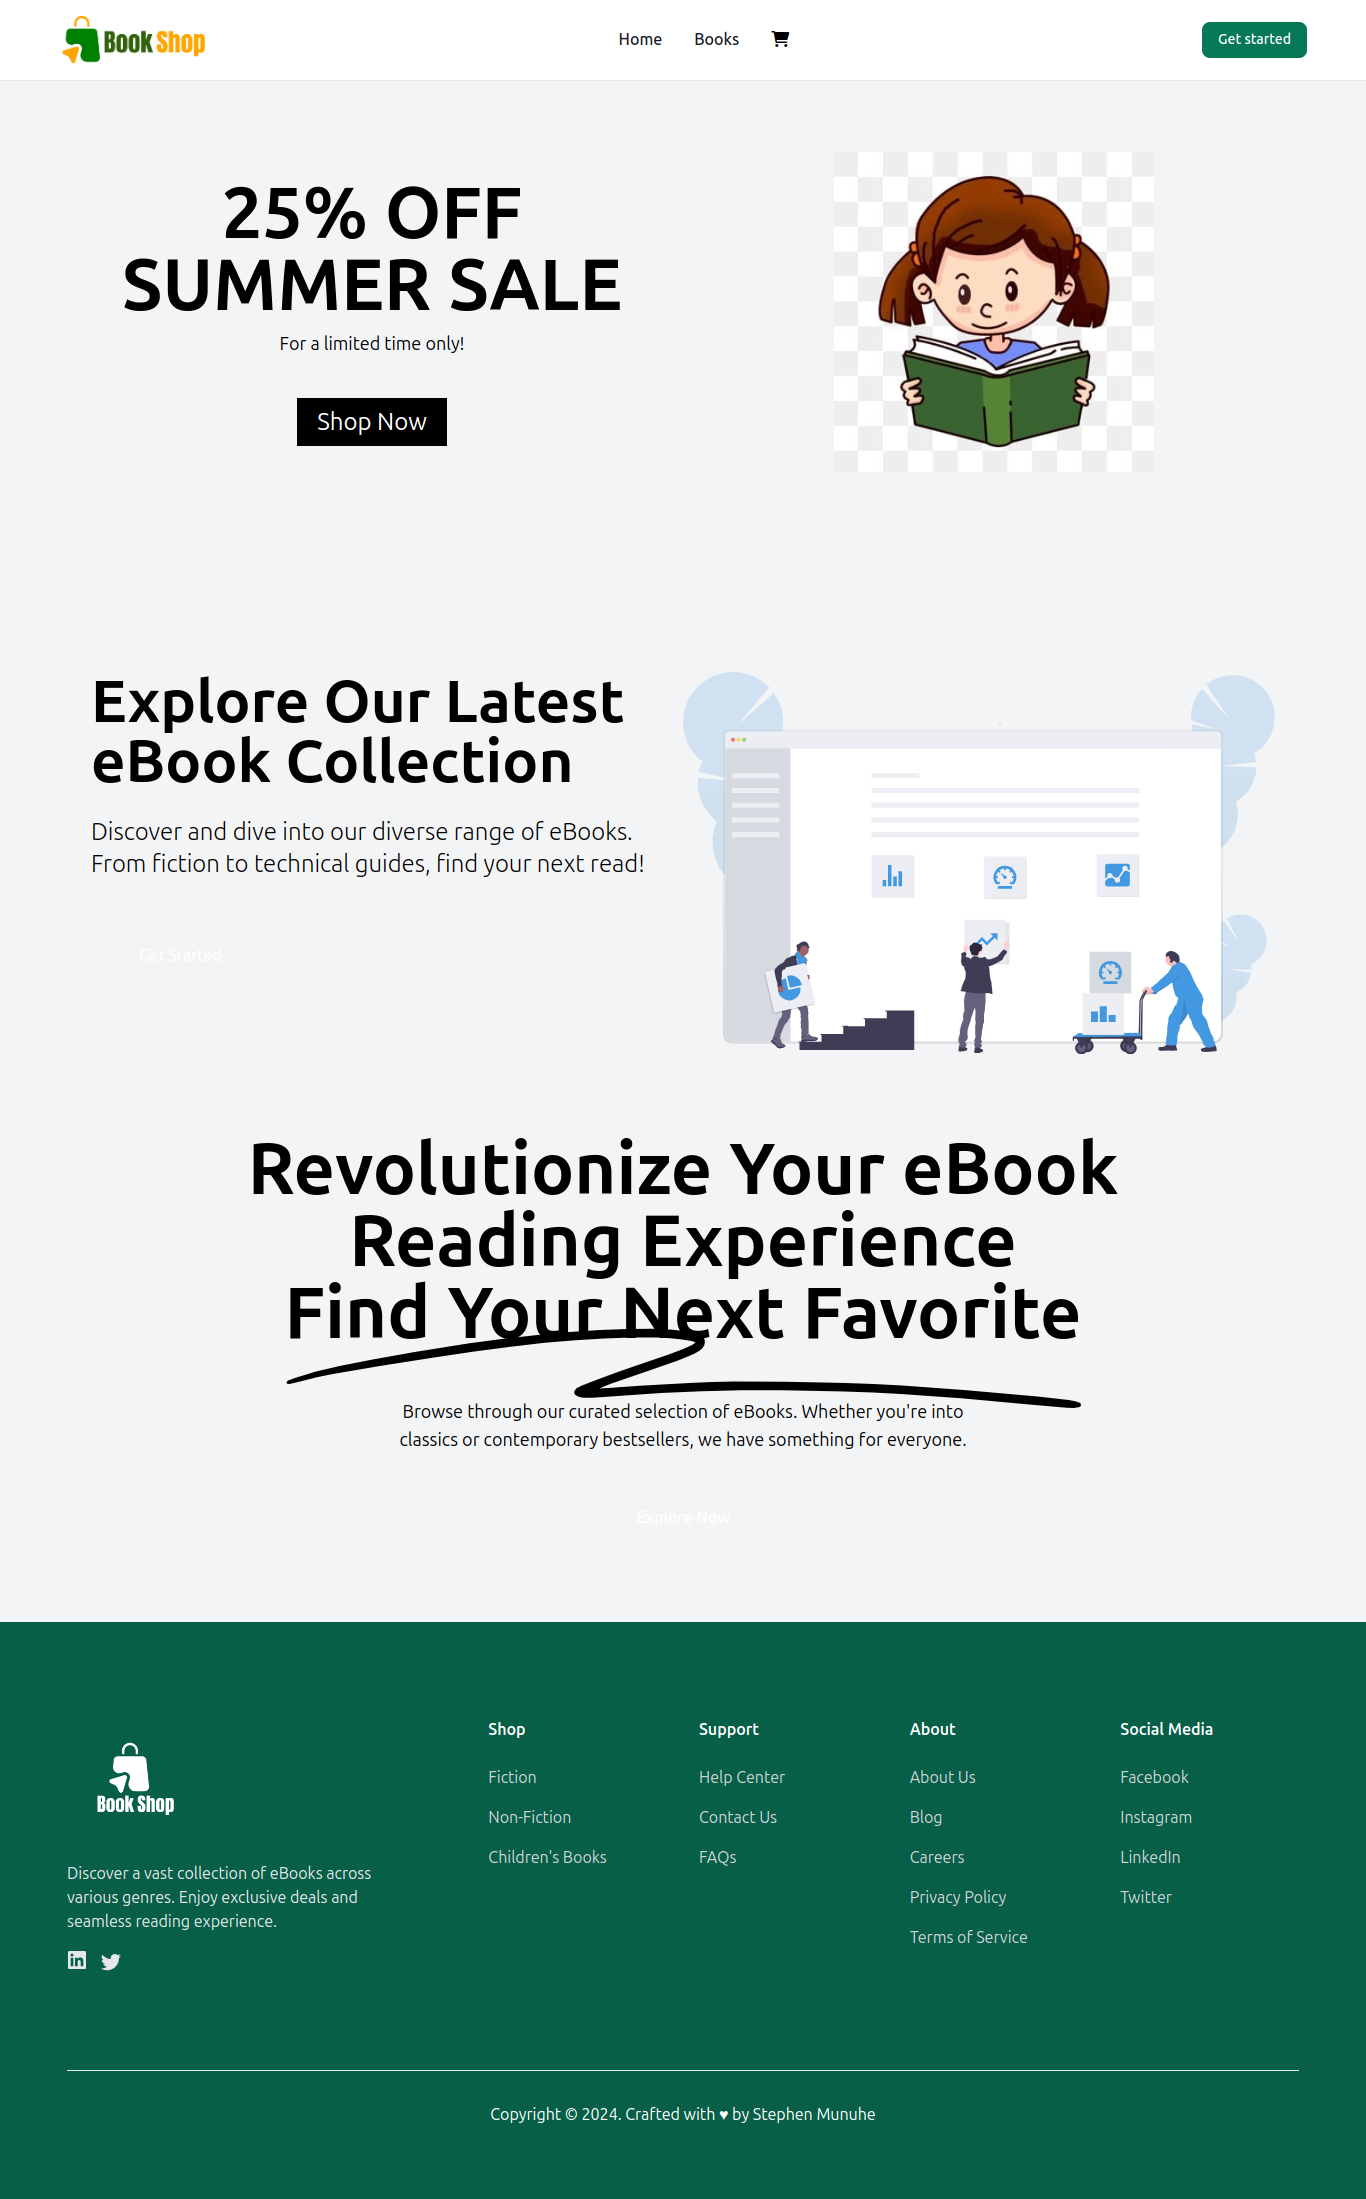 Book Shop
Home
Books
Get started
25% OFF
SUMMER SALE
For a limited time only!
Shop Now
Explore Our Latest
eBook Collection
Discover and dive into our diverse range of eBooks.
From fiction to technical guides, find your next read!
Get Started
Revolutionize Your eBook
Reading Experience
Find Your Next Favorite
Browse through our curated selection of eBooks. Whether you're into
classics or contemporary bestsellers, we have something for everyone.
Explore Now
Book Shop
Discover a vast collection of eBooks across
various genres. Enjoy exclusive deals and
seamless reading experience.
Shop
Fiction
Non-Fiction
Children's Books
Support
Help Center
Contact Us
FAQs
About
About Us
Blog
Careers
Privacy Policy
Terms of Service
Social Media
Facebook
Instagram
LinkedIn
Twitter
Copyright © 2024. Crafted with ♥ by Stephen Munuhe